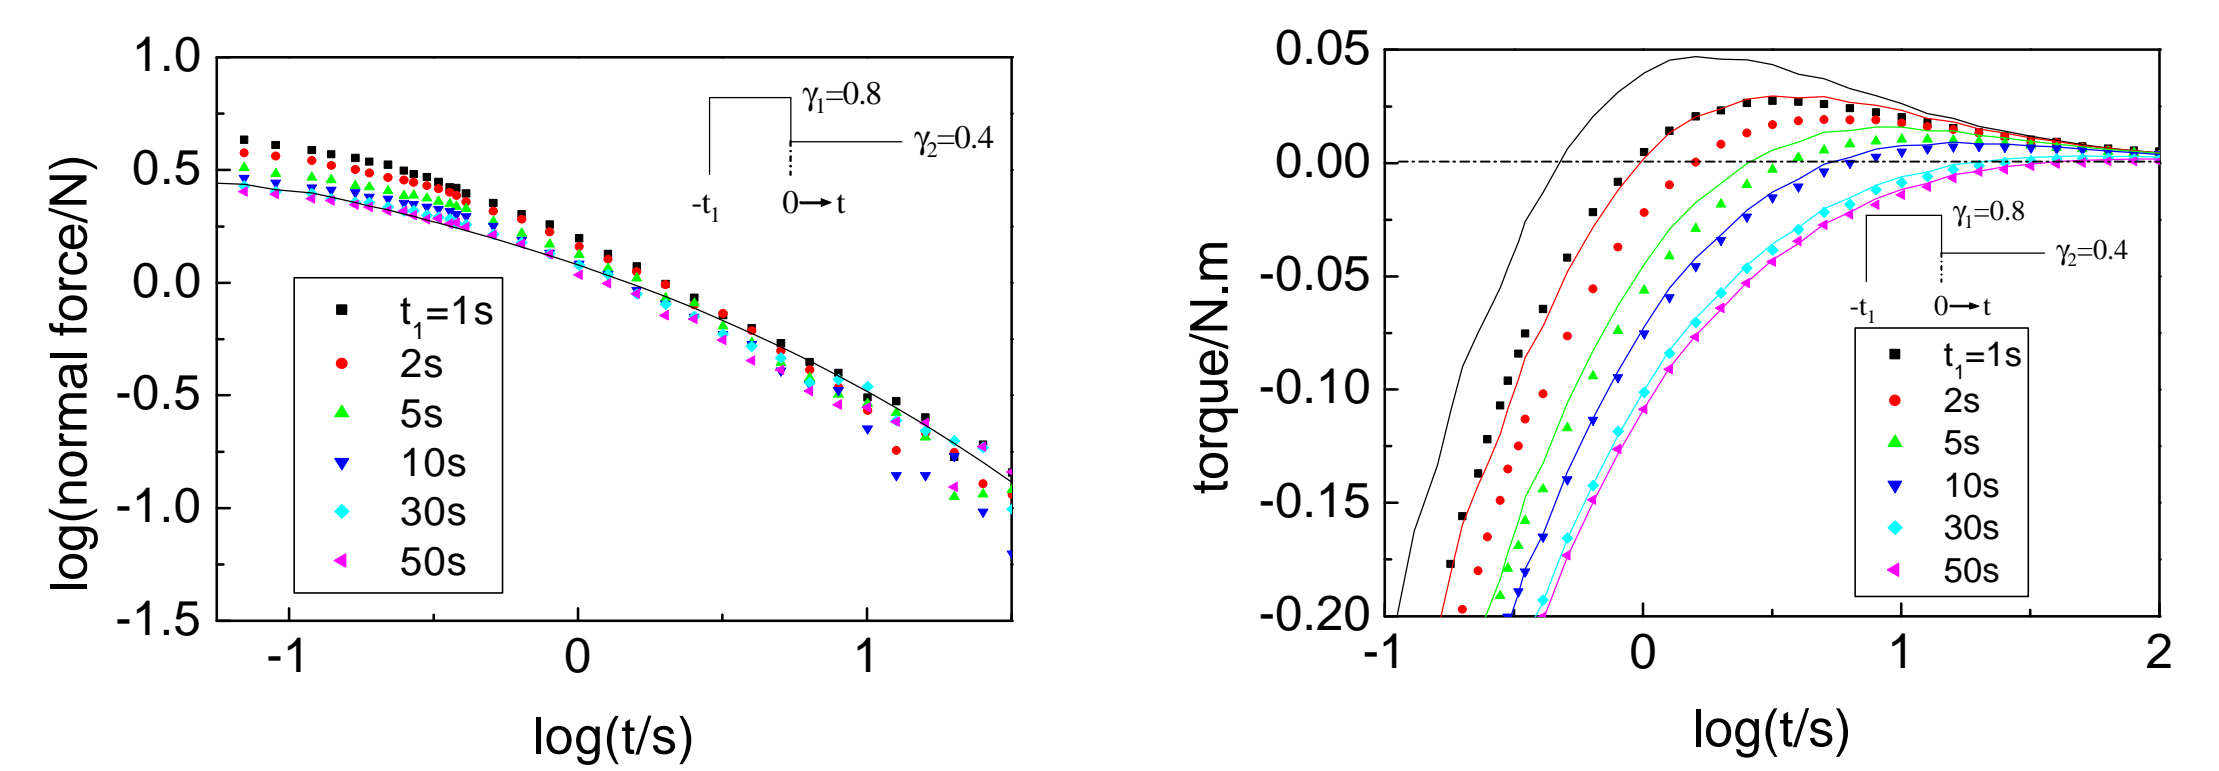 1.0
0.5
0.0
-0.5
-1.0
-1.5
log(normal force/N)
-1 0 1
log(t/s)
γ₁=0.8
γ₂=0.4
-t₁ 0→t
t₁=1s
2s
5s
10s
30s
50s
0.05
0.00
-0.05
-0.10
-0.15
-0.20
torque/N.m
-1 0 1 2
log(t/s)
γ₁=0.8
γ₂=0.4
-t₁ 0→t
t₁=1s
2s
5s
10s
30s
50s